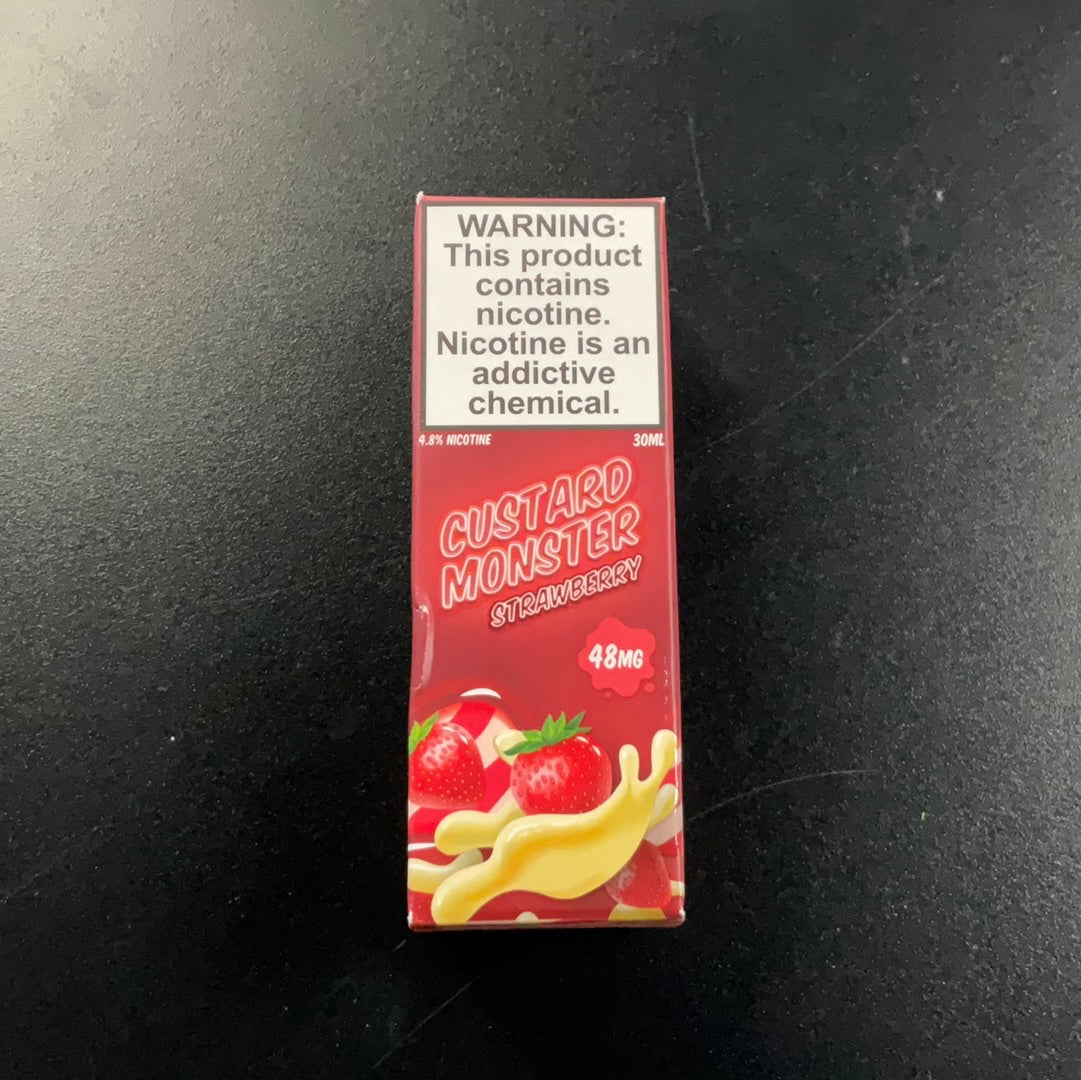 WARNING:
This product
contains
nicotine.
Nicotine is an
addictive
chemical.
4.8% NICOTINE 30ML
CUSTARD
MONSTER
STRAWBERRY
48MG